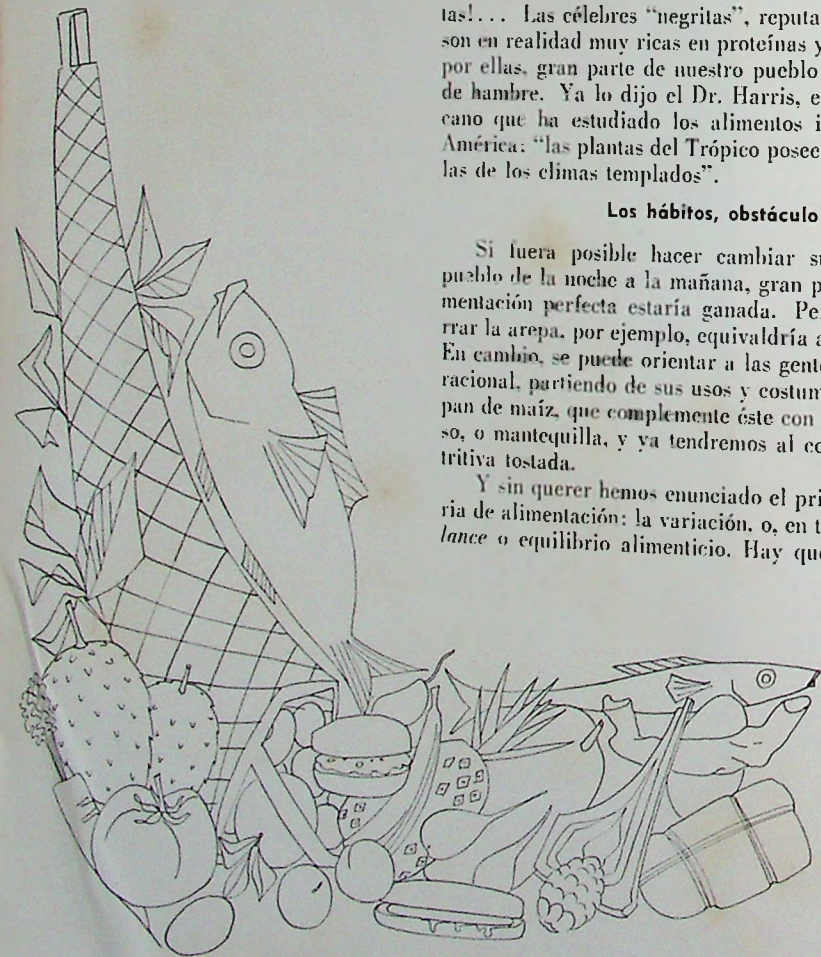 tas!... Las célebres "negritas", reputa
son en realidad muy ricas en proteínas y
por ellas, gran parte de nuestro pueblo
de hambre. Ya lo dijo el Dr. Harris, e
cano que ha estudiado los alimentos i
América: "las plantas del Trópico posee
las de los climas templados".
Los hábitos, obstáculo
Si fuera posible hacer cambiar su
pueblo de la noche a la mañana, gran p
mentación perfecta estaría ganada. Pe
rrar la arepa, por ejemplo, equivaldría a
En cambio, se puede orientar a las gent
racional, partiendo de sus usos y costum
pan de maíz, que complemente éste con
so, o mantequilla, y ya tendremos al co
tritiva tostada.
Y sin querer hemos enunciado el pri
ria de alimentación: la variación, o, en t
lance o equilibrio alimenticio. Hay qu